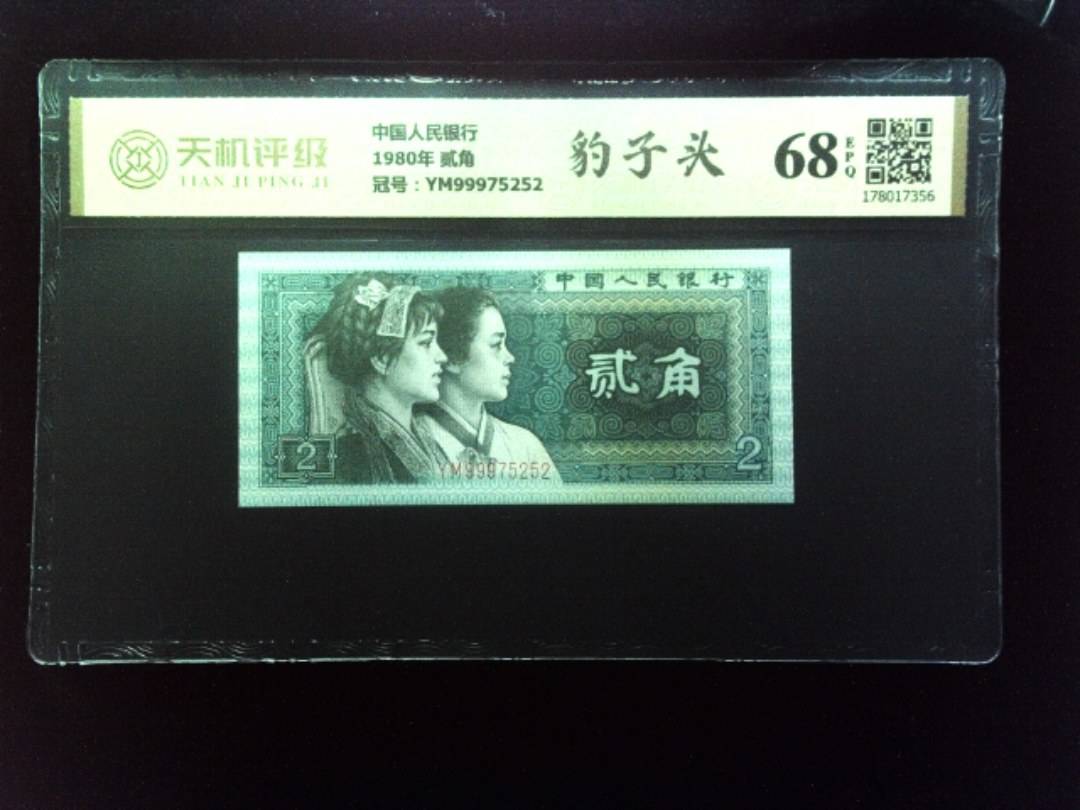 天机评级
TIAN JI PING JI
中国人民银行
1980年 贰角
冠号：YM99975252
豹子头
68
EPQ
178017356
中国人民银行
贰角
2
YM99975252
2